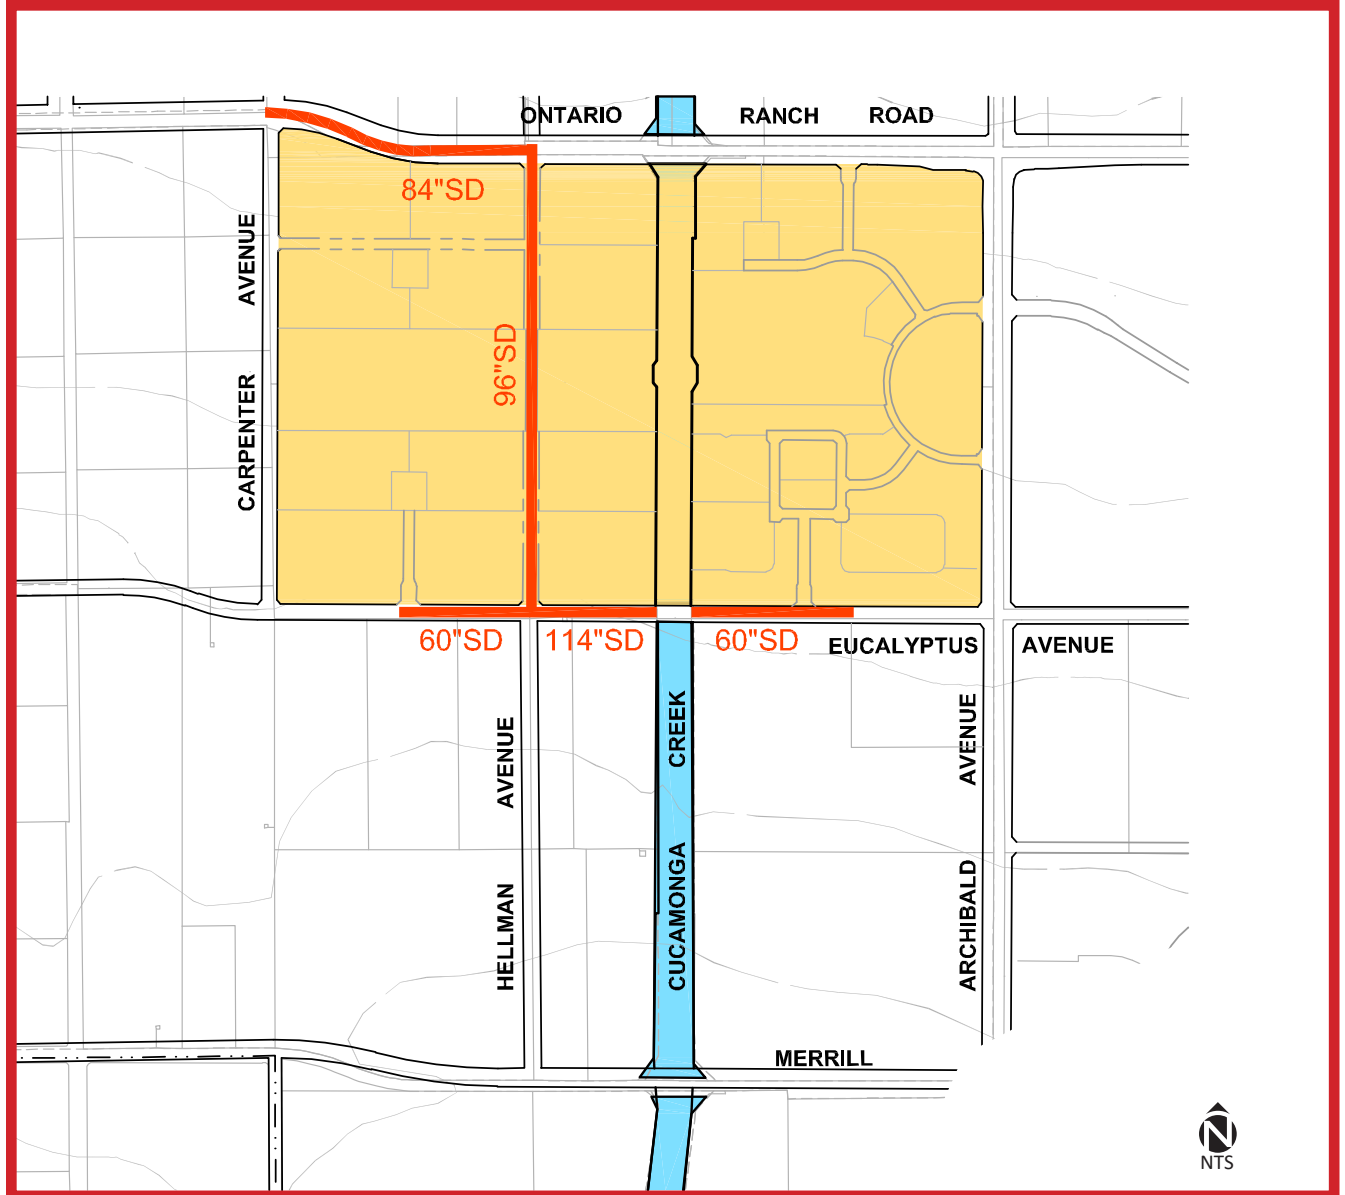 ONTARIO RANCH ROAD
84"SD
CARPENTER AVENUE
96"SD
60"SD 114"SD 60"SD
EUCALYPTUS AVENUE
HELLMAN AVENUE
CUCAMONGA CREEK
ARCHIBALD AVENUE
MERRILL
N
NTS